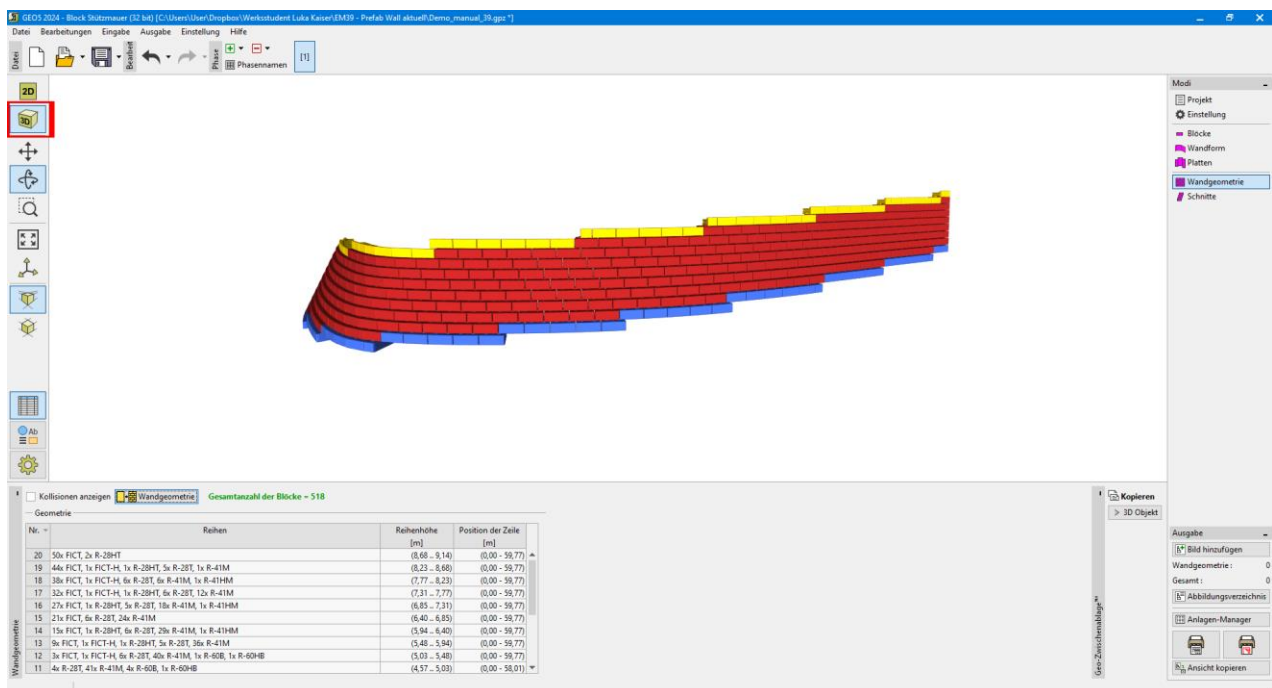 GEO5 2024 - Block Stützmauer (32 bit) [C:\Users\User\Dropbox\Werksstudent Luka Kaiser\EM39 - Prefab Wall aktuell\Demo_manual_39.gpz *]
Datei Bearbeitungen Eingabe Ausgabe Einstellung Hilfe
Datei
Bearbeit
Phase
Phasennamen
[1]
2D
3D
Ab
Modi
Projekt
Einstellung
Blöcke
Wandform
Platten
Wandgeometrie
Schnitte
Kollisionen anzeigen Wandgeometrie Gesamtanzahl der Blöcke = 518
Geometrie
Nr. Reihen Reihenhöhe Position der Zeile
[m] [m]
20 50x FICT, 2x R-28HT (8,68 .. 9,14) (0,00 - 59,77)
19 44x FICT, 1x FICT-H, 1x R-28HT, 5x R-28T, 1x R-41M (8,23 .. 8,68) (0,00 - 59,77)
18 38x FICT, 1x FICT-H, 6x R-28T, 6x R-41M, 1x R-41HM (7,77 .. 8,23) (0,00 - 59,77)
17 32x FICT, 1x FICT-H, 1x R-28HT, 6x R-28T, 12x R-41M (7,31 .. 7,77) (0,00 - 59,77)
16 27x FICT, 1x R-28HT, 5x R-28T, 18x R-41M, 1x R-41HM (6,85 .. 7,31) (0,00 - 59,77)
15 21x FICT, 6x R-28T, 24x R-41M (6,40 .. 6,85) (0,00 - 59,77)
14 15x FICT, 1x R-28HT, 6x R-28T, 29x R-41M, 1x R-41HM (5,94 .. 6,40) (0,00 - 59,77)
13 9x FICT, 1x FICT-H, 1x R-28HT, 5x R-28T, 36x R-41M (5,48 .. 5,94) (0,00 - 59,77)
12 3x FICT, 1x FICT-H, 6x R-28T, 40x R-41M, 1x R-60B, 1x R-60HB (5,03 .. 5,48) (0,00 - 59,77)
11 4x R-28T, 41x R-41M, 4x R-60B, 1x R-60HB (4,57 .. 5,03) (0,00 - 58,01)
Wandgeometrie
Geo-Zwischenablage™
Kopieren
> 3D Objekt
Ausgabe
Bild hinzufügen
Wandgeometrie : 0
Gesamt : 0
Abbildungsverzeichnis
Anlagen-Manager
Ansicht kopieren